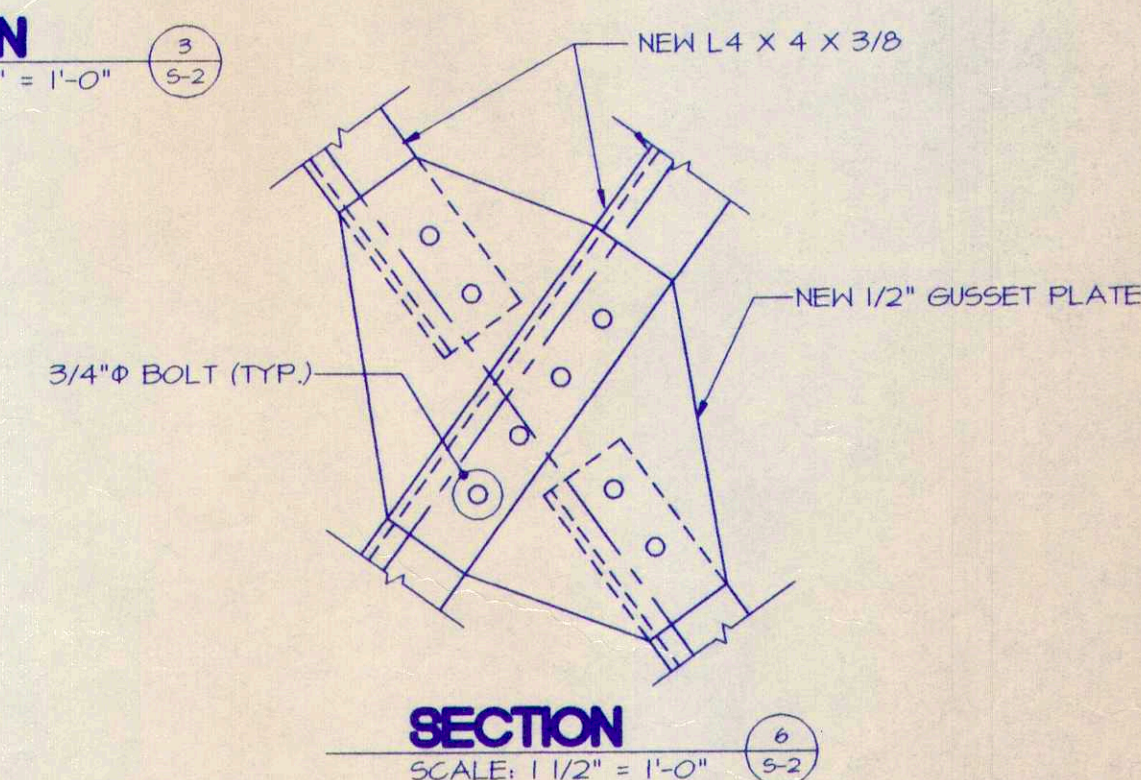 3
S-2
" = 1'-0"
NEW L4 X 4 X 3/8
NEW 1/2" GUSSET PLATE
3/4"Φ BOLT (TYP.)
SECTION
6
S-2
SCALE: 1 1/2" = 1'-0"